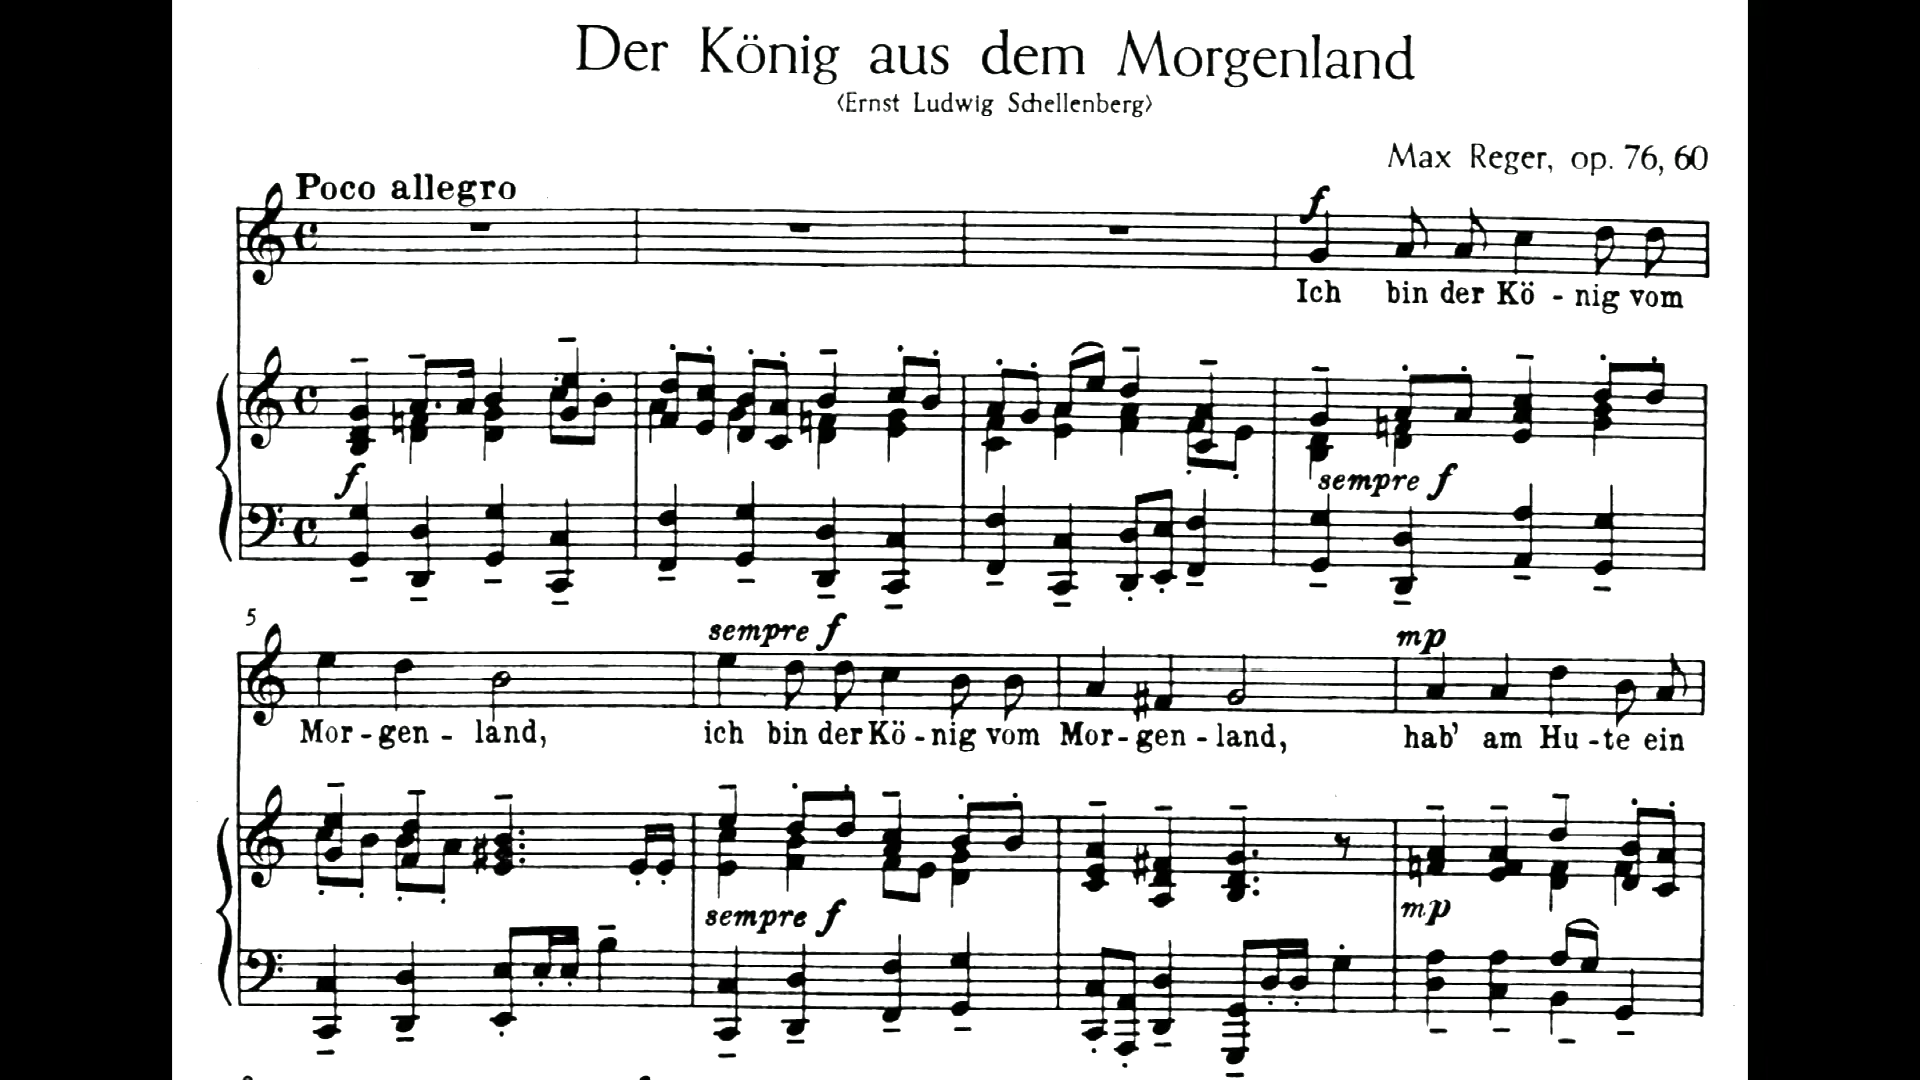 Der König aus dem Morgenland
<Ernst Ludwig Schellenberg>
Max Reger, op. 76, 60
Poco allegro
f
Ich bin der Kö - nig vom
f
sempre f
5
sempre f
mp
Mor - gen - land, ich bin der Kö - nig vom Mor - gen - land, hab' am Hu - te ein
sempre f
mp